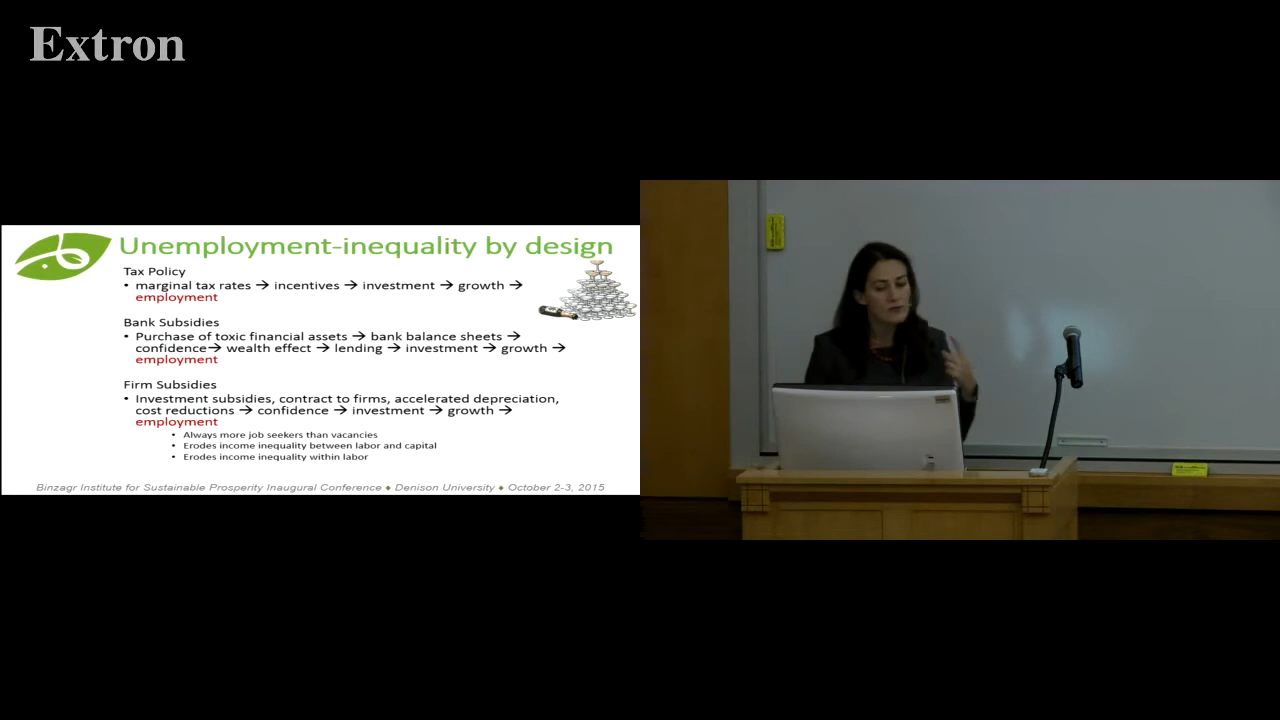 Extron
Unemployment-inequality by design
Tax Policy
• marginal tax rates → incentives → investment → growth →
employment
Bank Subsidies
• Purchase of toxic financial assets → bank balance sheets →
confidence→ wealth effect → lending → investment → growth →
employment
Firm Subsidies
• Investment subsidies, contract to firms, accelerated depreciation,
cost reductions → confidence → investment → growth →
employment
• Always more job seekers than vacancies
• Erodes income inequality between labor and capital
• Erodes income inequality within labor
Binzagr Institute for Sustainable Prosperity Inaugural Conference ♦ Denison University ♦ October 2-3, 2015